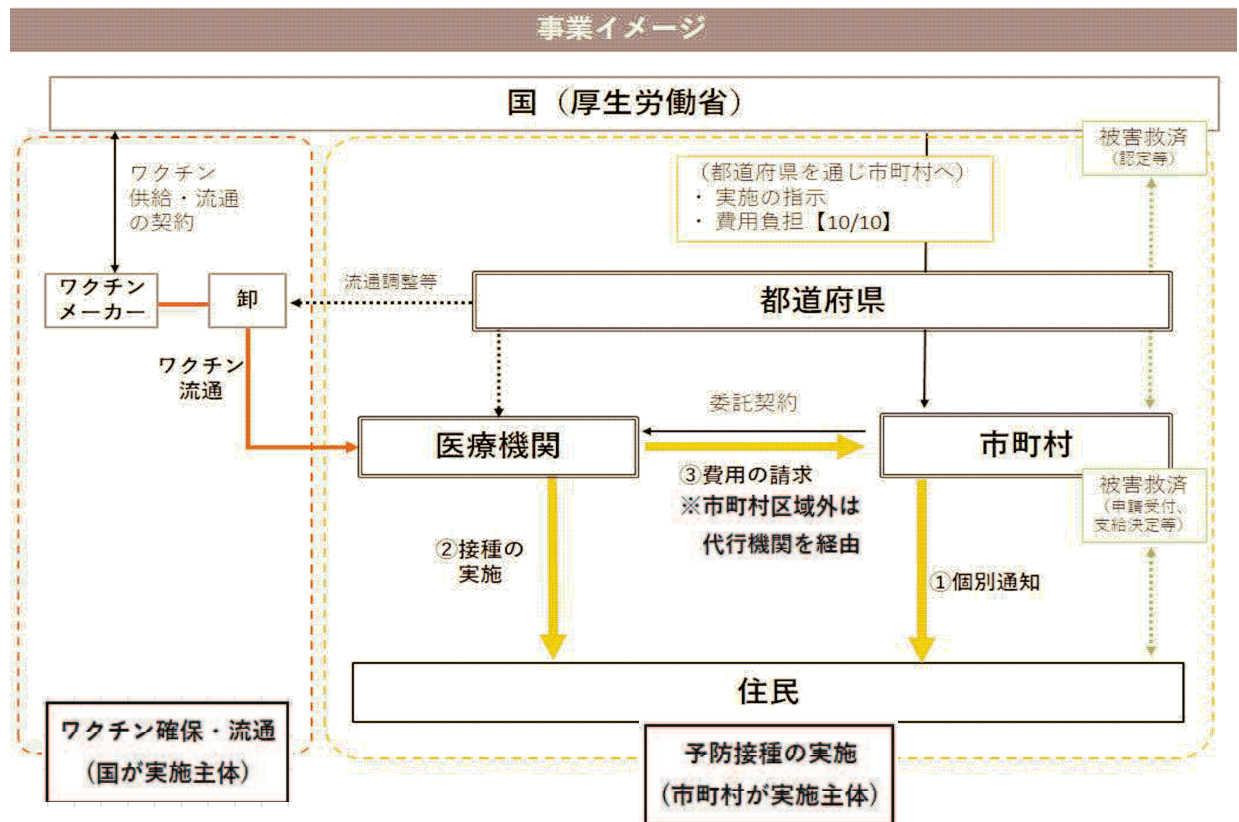 事業イメージ
国（厚生労働省）
被害救済
（認定等）
ワクチン
供給・流通
の契約
（都道府県を通じ市町村へ）
・ 実施の指示
・ 費用負担【10/10】
ワクチン
メーカー
卸
流通調整等
都道府県
ワクチン
流通
委託契約
医療機関
市町村
③費用の請求
※市町村区域外は
代行機関を経由
被害救済
（申請受付、
支給決定等）
②接種の
実施
①個別通知
住民
ワクチン確保・流通
(国が実施主体)
予防接種の実施
(市町村が実施主体)